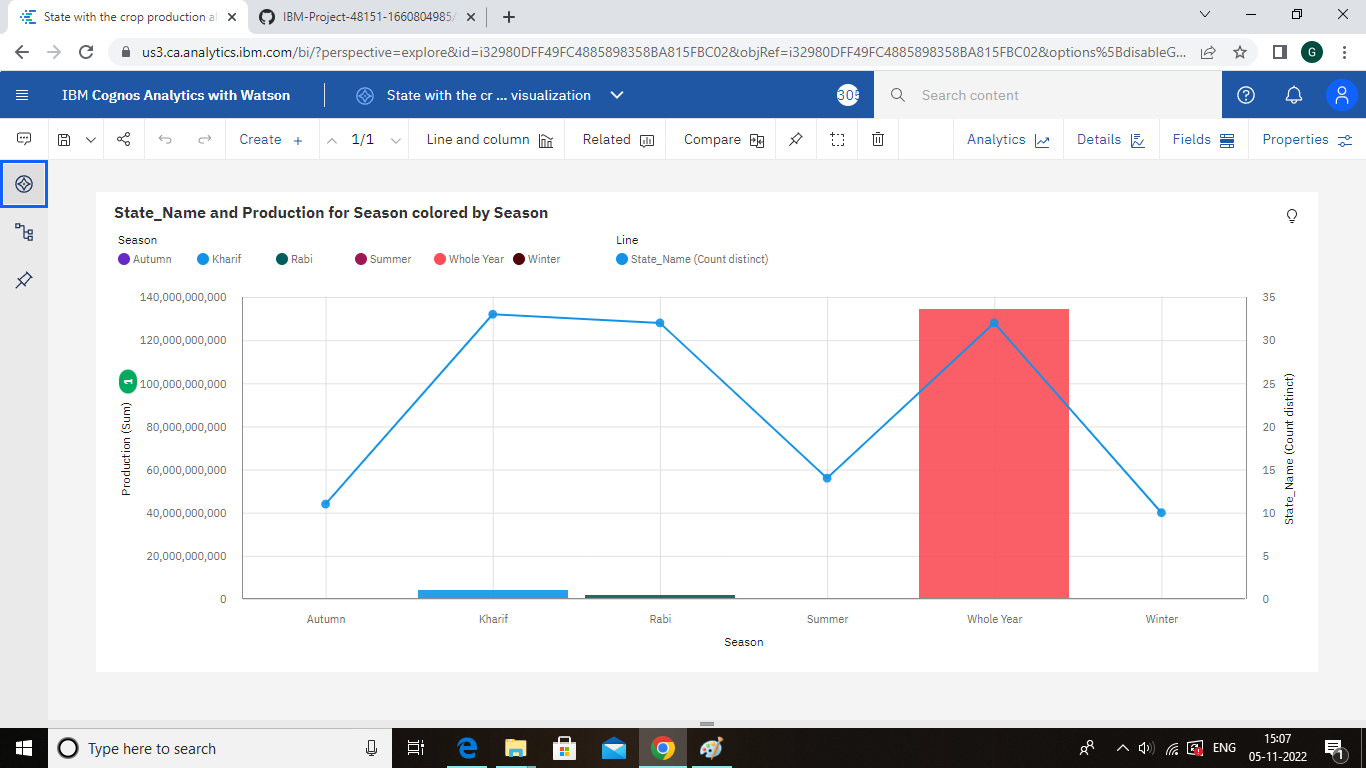 State with the crop production al
IBM-Project-48151-1660804985/
us3.ca.analytics.ibm.com/bi/?perspective=explore&id=i32980DFF49FC4885898358BA815FBC02&objRef=i32980DFF49FC4885898358BA815FBC02&options%5BdisableG...
G
IBM Cognos Analytics with Watson
State with the cr ... visualization
305
Search content
Create +
1/1
Line and column
Related
Compare
Analytics
Details
Fields
Properties
State_Name and Production for Season colored by Season
Season
Line
Autumn Kharif Rabi Summer Whole Year Winter
State_Name (Count distinct)
140,000,000,000
120,000,000,000
100,000,000,000
80,000,000,000
60,000,000,000
40,000,000,000
20,000,000,000
0
Production (Sum)
1
35
30
25
20
15
10
5
0
State_Name (Count distinct)
Autumn Kharif Rabi Summer Whole Year Winter
Season
Type here to search
ENG
15:07
05-11-2022
1